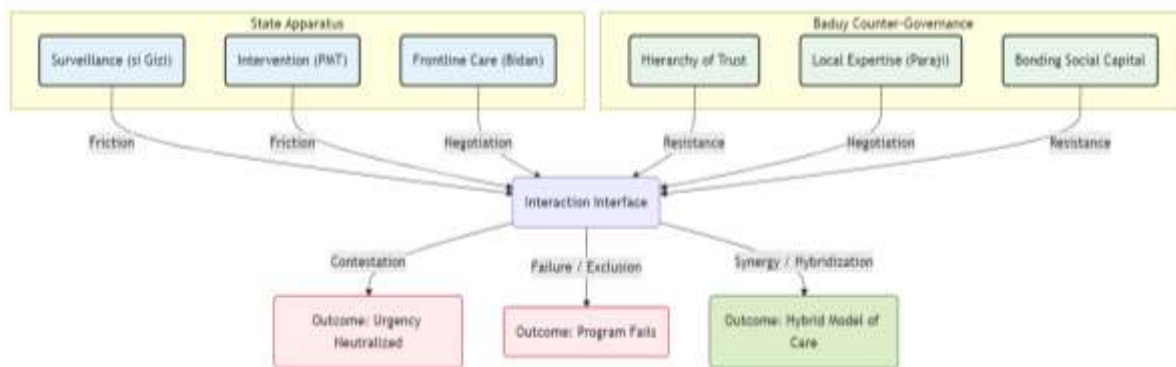 State Apparatus
Baduy Counter-Governance
Surveillance (si Gizi)
Intervention (PMT)
Frontline Care (Bidan)
Hierarchy of Trust
Local Expertise (Paraji)
Bonding Social Capital
Friction
Friction
Negotiation
Resistance
Negotiation
Resistance
Interaction Interface
Contestation
Failure / Exclusion
Synergy / Hybridization
Outcome: Urgency
Neutralized
Outcome: Program Fails
Outcome: Hybrid Model of
Care